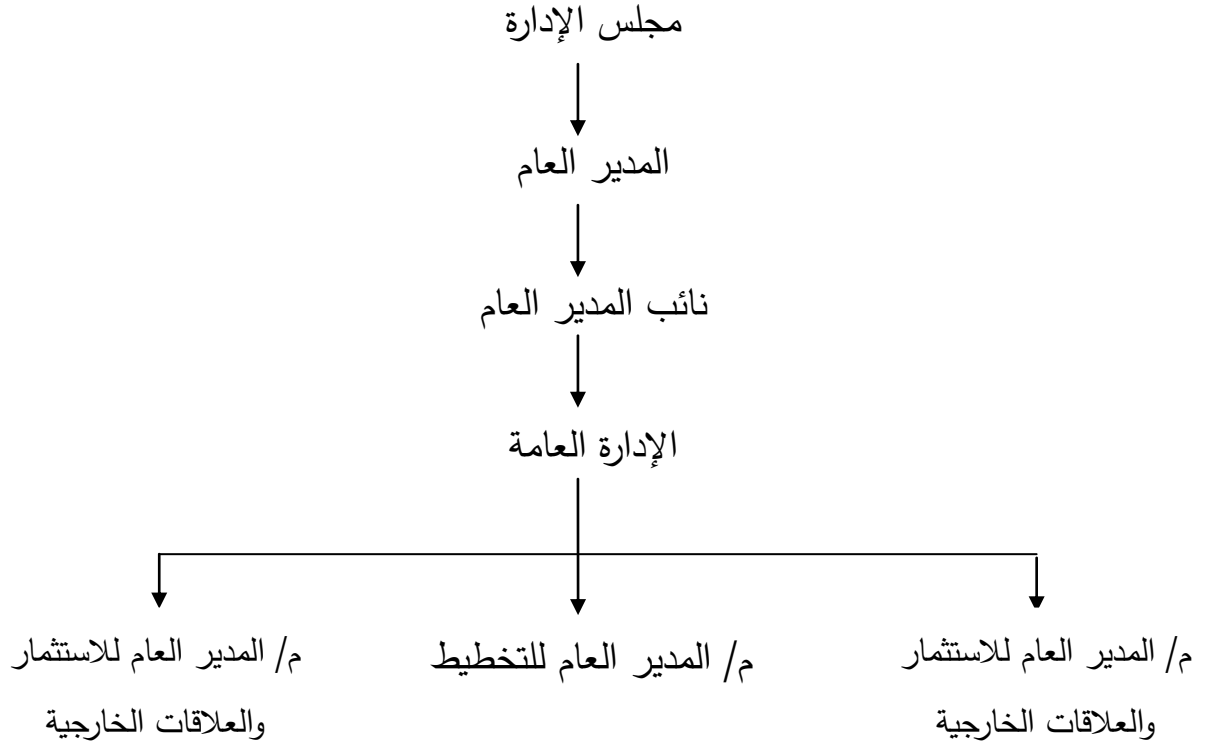 مجلس الإدارة
المدير العام
نائب المدير العام
الإدارة العامة
م/ المدير العام للاستثمار
والعلاقات الخارجية
م/ المدير العام للتخطيط
م/ المدير العام للاستثمار
والعلاقات الخارجية